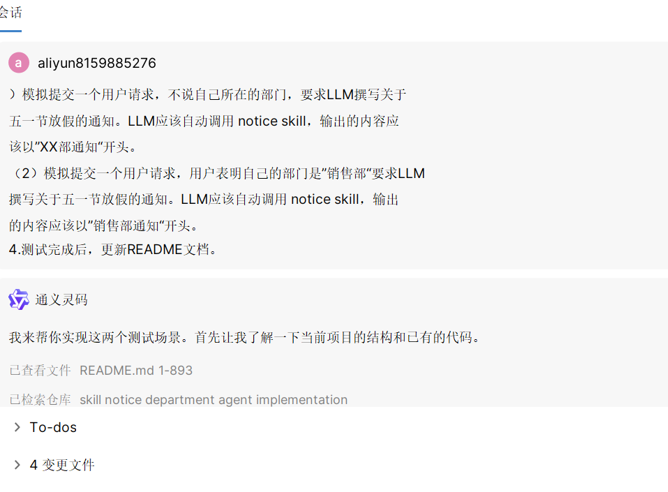 会话
a aliyun8159885276
）模拟提交一个用户请求，不说自己所在的部门，要求LLM撰写关于
五一节放假的通知。LLM应该自动调用 notice skill，输出的内容应
该以”XX部通知“开头。
（2）模拟提交一个用户请求，用户表明自己的部门是”销售部“要求LLM
撰写关于五一节放假的通知。LLM应该自动调用 notice skill，输出
的内容应该以”销售部通知“开头。
4.测试完成后，更新README文档。
通义灵码
我来帮你实现这两个测试场景。首先让我了解一下当前项目的结构和已有的代码。
已查看文件 README.md 1-893
已检索仓库 skill notice department agent implementation
To-dos
4 变更文件